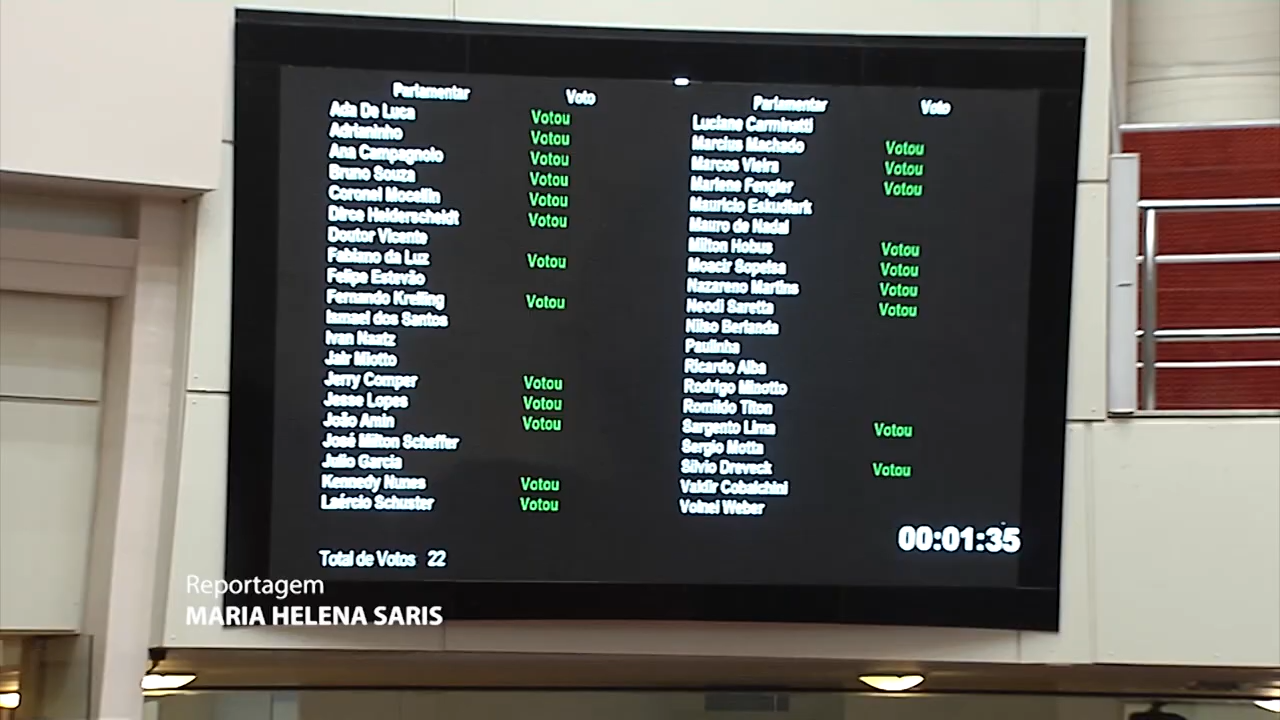 Parlamentar Voto
Ada De Luca Votou
Adrianinho Votou
Ana Campagnolo Votou
Bruno Souza Votou
Coronel Mocellin Votou
Dirce Heiderscheidt Votou
Doutor Vicente
Fabiano da Luz Votou
Felipe Estevão
Fernando Krelling Votou
Ismael dos Santos
Ivan Naatz
Jair Miotto
Jerry Comper Votou
Jesse Lopes Votou
João Amin Votou
José Milton Scheffer
Julio Garcia
Kennedy Nunes Votou
Laércio Schuster Votou
Total de Votos 22
Parlamentar Voto
Luciane Carminatti
Marcius Machado Votou
Marcos Vieira Votou
Marlene Fengler Votou
Maurício Eskudlark
Mauro de Nadal
Milton Hobus Votou
Moacir Sopelsa Votou
Nazareno Martins Votou
Neodi Saretta Votou
Nilso Berlanda
Paulinha
Ricardo Alba
Rodrigo Minotto
Romildo Titon
Sargento Lima Votou
Sergio Motta
Silvio Dreveck Votou
Valdir Cobalchini
Volnei Weber
00:01:35
Reportagem
MARIA HELENA SARIS